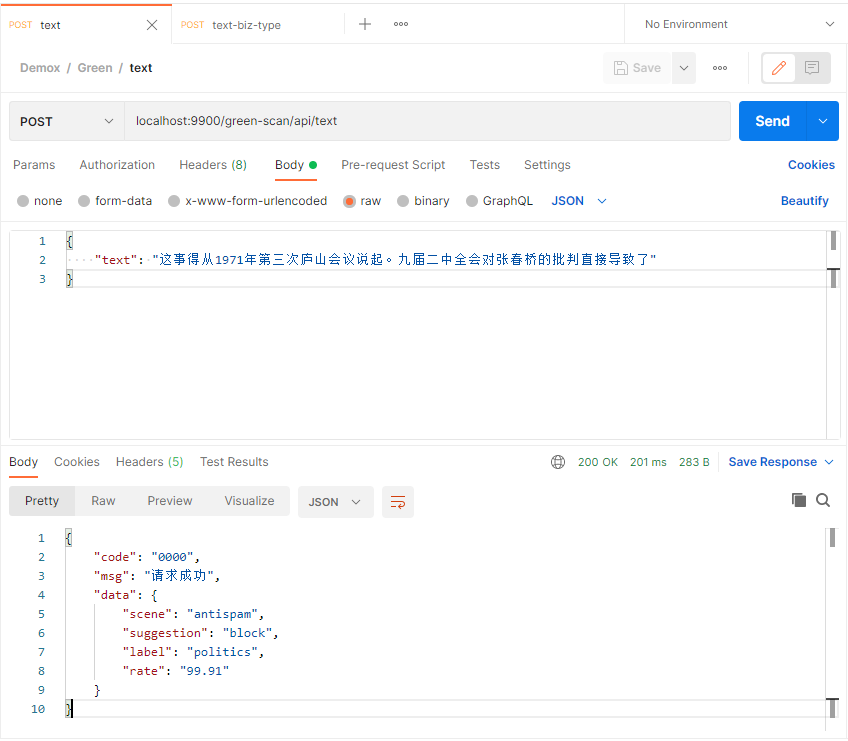 POST text
POST text-biz-type
No Environment
Demox / Green / text
Save
POST
localhost:9900/green-scan/api/text
Send
Params Authorization Headers (8) Body Pre-request Script Tests Settings Cookies
none form-data x-www-form-urlencoded raw binary GraphQL JSON Beautify
1 {
2 "text": "这事得从1971年第三次庐山会议说起。九届二中全会对张春桥的批判直接导致了"
3 }
Body Cookies Headers (5) Test Results 200 OK 201 ms 283 B Save Response
Pretty Raw Preview Visualize JSON
1 {
2 "code": "0000",
3 "msg": "请求成功",
4 "data": {
5 "scene": "antispam",
6 "suggestion": "block",
7 "label": "politics",
8 "rate": "99.91"
9 }
10 }